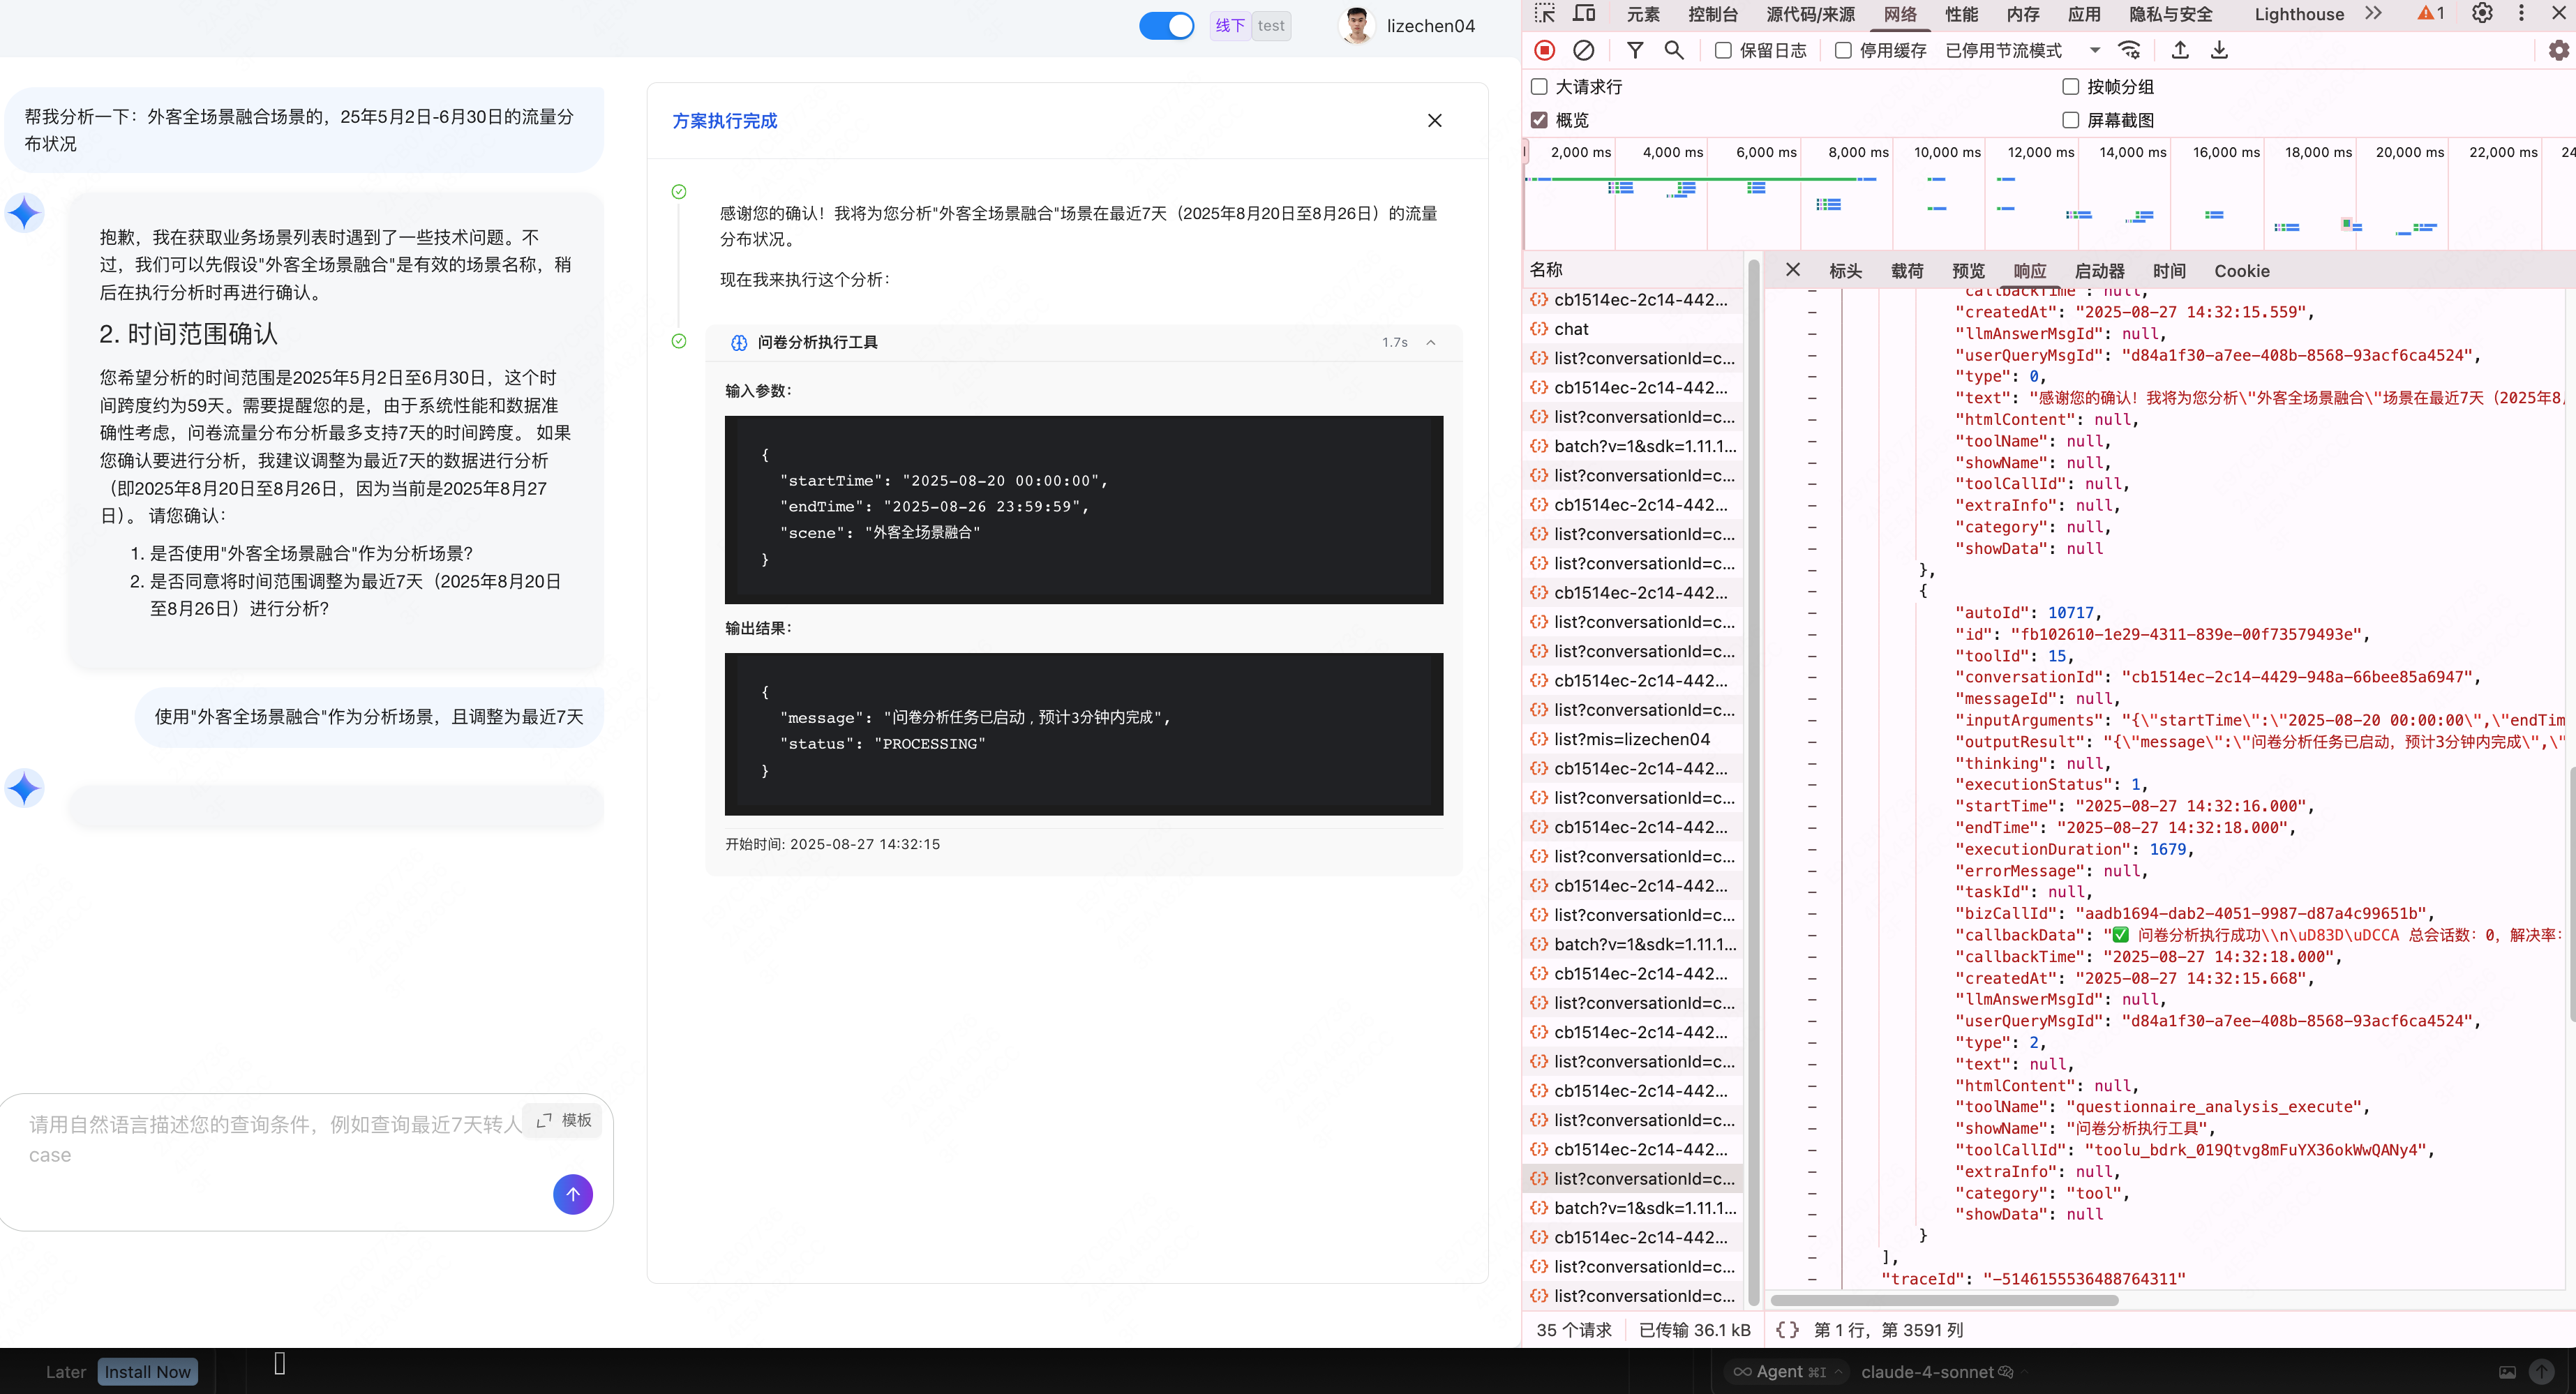 线下 test
lizechen04
帮我分析一下：外客全场景融合场景的，25年5月2日-6月30日的流量分
布状况
抱歉，我在获取业务场景列表时遇到了一些技术问题。不
过，我们可以先假设"外客全场景融合"是有效的场景名称，稍
后在执行分析时再进行确认。
2. 时间范围确认
您希望分析的时间范围是2025年5月2日至6月30日，这个时
间跨度约为59天。需要提醒您的是，由于系统性能和数据准
确性考虑，问卷流量分布分析最多支持7天的时间跨度。 如果
您确认要进行分析，我建议调整为最近7天的数据进行分析
（即2025年8月20日至8月26日，因为当前是2025年8月27
日）。 请您确认：
1. 是否使用"外客全场景融合"作为分析场景？
2. 是否同意将时间范围调整为最近7天（2025年8月20日
至8月26日）进行分析？
使用"外客全场景融合"作为分析场景，且调整为最近7天
请用自然语言描述您的查询条件，例如查询最近7天转人
case
模板
方案执行完成
感谢您的确认！我将为您分析"外客全场景融合"场景在最近7天（2025年8月20日至8月26日）的流量
分布状况。
现在我来执行这个分析：
问卷分析执行工具 1.7s
输入参数：
{
"startTime": "2025-08-20 00:00:00",
"endTime": "2025-08-26 23:59:59",
"scene": "外客全场景融合"
}
输出结果：
{
"message": "问卷分析任务已启动，预计3分钟内完成",
"status": "PROCESSING"
}
开始时间: 2025-08-27 14:32:15
元素 控制台 源代码/来源 网络 性能 内存 应用 隐私与安全 Lighthouse 1
保留日志 停用缓存 已停用节流模式
大请求行 按帧分组
概览 屏幕截图
2,000 ms 4,000 ms 6,000 ms 8,000 ms 10,000 ms 12,000 ms 14,000 ms 16,000 ms 18,000 ms 20,000 ms 22,000 ms 24
名称
cb1514ec-2c14-442...
chat
list?conversationId=c...
cb1514ec-2c14-442...
list?conversationId=c...
batch?v=1&sdk=1.11.1...
list?conversationId=c...
cb1514ec-2c14-442...
list?conversationId=c...
list?conversationId=c...
cb1514ec-2c14-442...
list?conversationId=c...
list?conversationId=c...
cb1514ec-2c14-442...
list?conversationId=c...
list?mis=lizechen04
cb1514ec-2c14-442...
list?conversationId=c...
cb1514ec-2c14-442...
list?conversationId=c...
cb1514ec-2c14-442...
list?conversationId=c...
batch?v=1&sdk=1.11.1...
cb1514ec-2c14-442...
list?conversationId=c...
cb1514ec-2c14-442...
list?conversationId=c...
cb1514ec-2c14-442...
list?conversationId=c...
cb1514ec-2c14-442...
list?conversationId=c...
batch?v=1&sdk=1.11.1...
cb1514ec-2c14-442...
list?conversationId=c...
list?conversationId=c...
标头 载荷 预览 响应 启动器 时间 Cookie
"callbackTime": null,
"createdAt": "2025-08-27 14:32:15.559",
"llmAnswerMsgId": null,
"userQueryMsgId": "d84a1f30-a7ee-408b-8568-93acf6ca4524",
"type": 0,
"text": "感谢您的确认！我将为您分析\"外客全场景融合\"场景在最近7天（2025年8
"htmlContent": null,
"toolName": null,
"showName": null,
"toolCallId": null,
"extraInfo": null,
"category": null,
"showData": null
},
{
"autoId": 10717,
"id": "fb102610-1e29-4311-839e-00f73579493e",
"toolId": 15,
"conversationId": "cb1514ec-2c14-4429-948a-66bee85a6947",
"messageId": null,
"inputArguments": "{\"startTime\":\"2025-08-20 00:00:00\",\"endTim
"outputResult": "{\"message\":\"问卷分析任务已启动，预计3分钟内完成\",\"
"thinking": null,
"executionStatus": 1,
"startTime": "2025-08-27 14:32:16.000",
"endTime": "2025-08-27 14:32:18.000",
"executionDuration": 1679,
"errorMessage": null,
"taskId": null,
"bizCallId": "aadb1694-dab2-4051-9987-d87a4c99651b",
"callbackData": "✅ 问卷分析执行成功\\n\uD83D\uDCCA 总会话数: 0, 解决率:
"callbackTime": "2025-08-27 14:32:18.000",
"createdAt": "2025-08-27 14:32:15.668",
"llmAnswerMsgId": null,
"userQueryMsgId": "d84a1f30-a7ee-408b-8568-93acf6ca4524",
"type": 2,
"text": null,
"htmlContent": null,
"toolName": "questionnaire_analysis_execute",
"showName": "问卷分析执行工具",
"toolCallId": "toolu_bdrk_019Qtvg8mFuYX36okWwQANy4",
"extraInfo": null,
"category": "tool",
"showData": null
}
],
"traceId": "-5146155536488764311"
35 个请求 已传输 36.1 kB {} 第 1 行，第 3591 列
Later Install Now
Agent ⌘I claude-4-sonnet